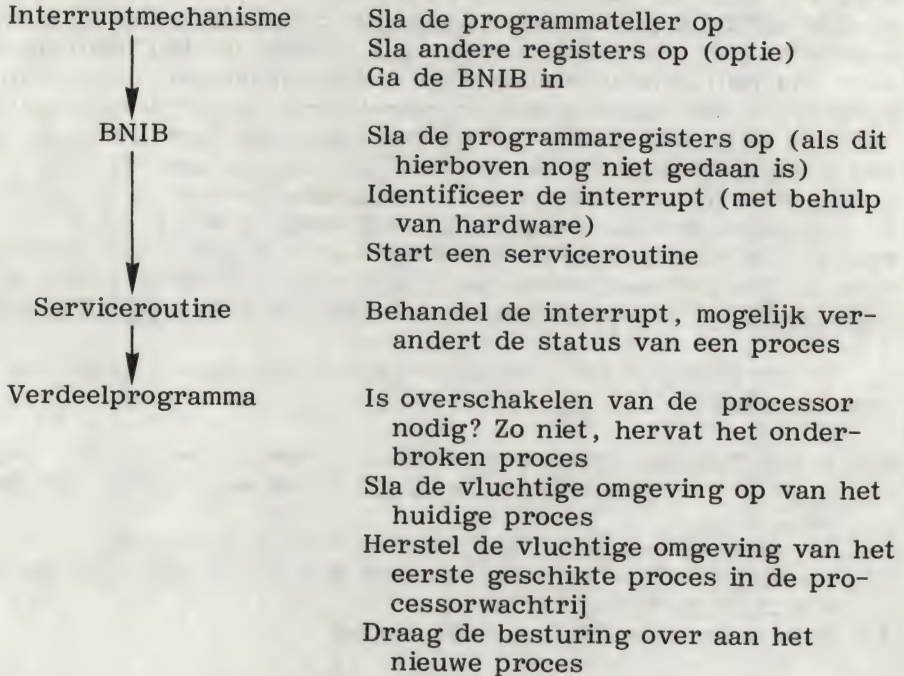 Interruptmechanisme
Sla de programmateller op
Sla andere registers op (optie)
Ga de BNIB in
BNIB
Sla de programmaregisters op (als dit
hierboven nog niet gedaan is)
Identificeer de interrupt (met behulp
van hardware)
Start een serviceroutine
Serviceroutine
Behandel de interrupt, mogelijk ver-
andert de status van een proces
Verdeelprogramma
Is overschakelen van de processor
nodig? Zo niet, hervat het onder-
broken proces
Sla de vluchtige omgeving op van het
huidige proces
Herstel de vluchtige omgeving van het
eerste geschikte proces in de pro-
cessorwachtrij
Draag de besturing over aan het
nieuwe proces